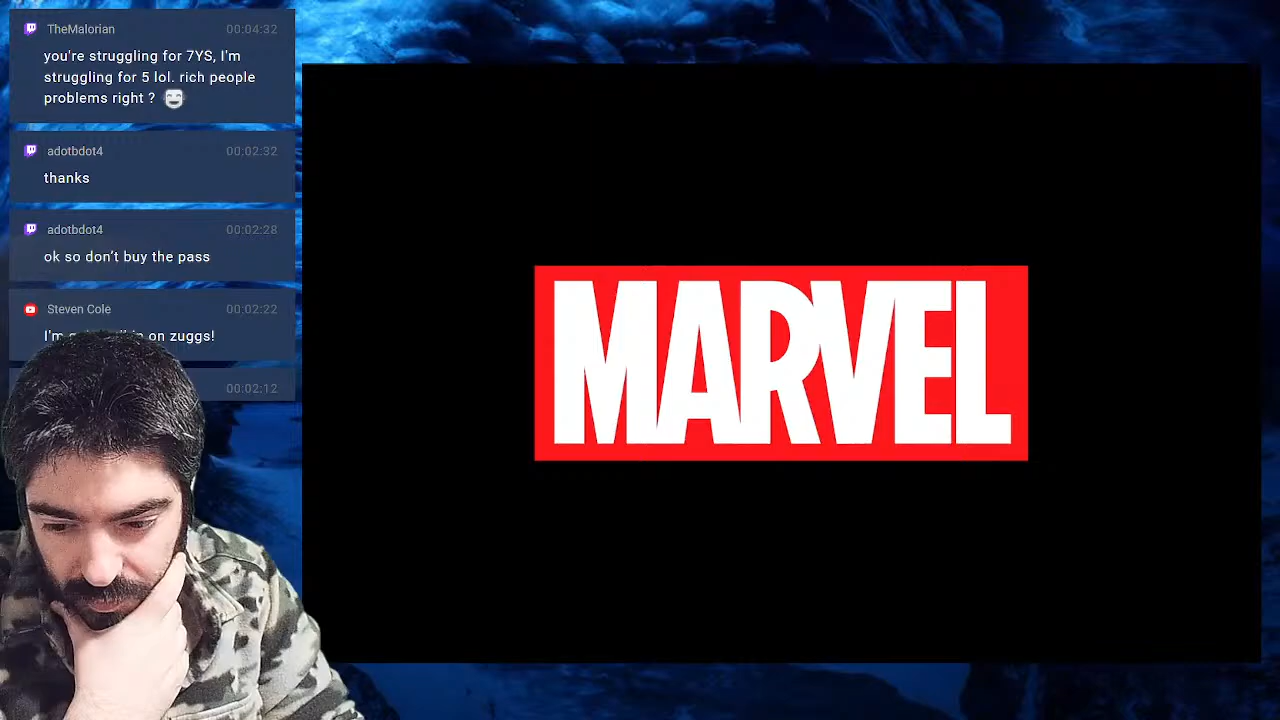 TheMalorian 00:04:32
you're struggling for 7YS, I'm
struggling for 5 lol. rich people
problems right ?
adotbdot4 00:02:32
thanks
adotbdot4 00:02:28
ok so don't buy the pass
Steven Cole 00:02:22
I'm on zuggs!
00:02:12
MARVEL